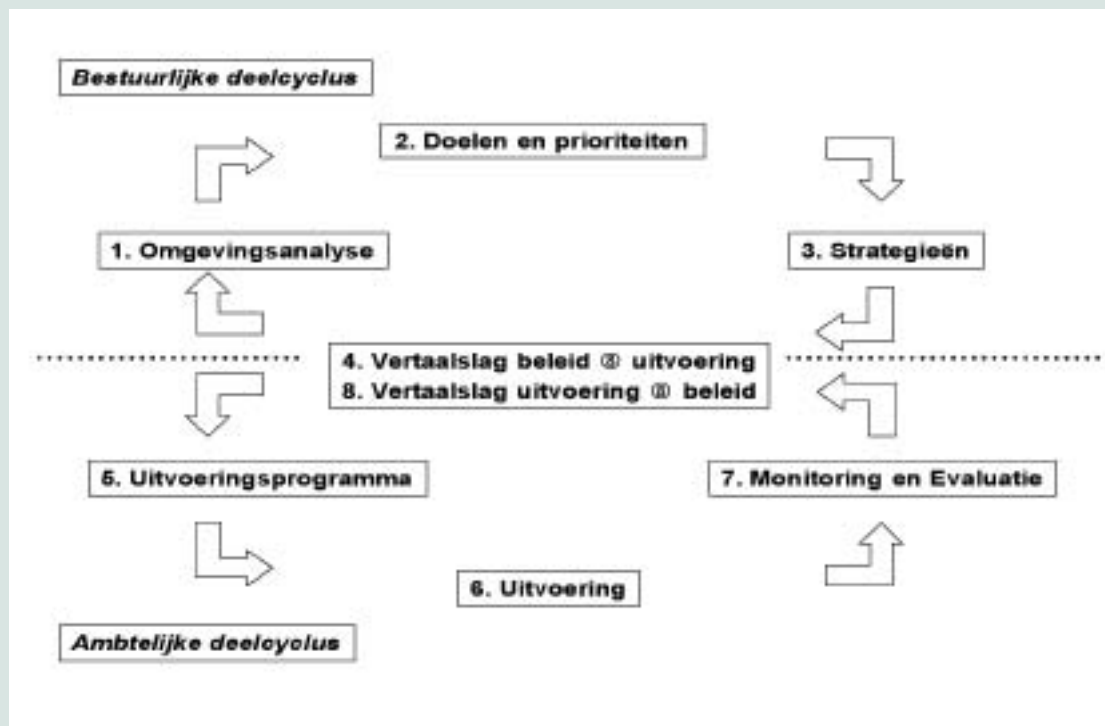 Bestuurlijke deelcyclus
2. Doelen en prioriteiten
1. Omgevingsanalyse
3. Strategieën
4. Vertaalslag beleid ③ uitvoering
8. Vertaalslag uitvoering ③ beleid
5. Uitvoeringsprogramma
7. Monitoring en Evaluatie
6. Uitvoering
Ambtelijke deelcyclus